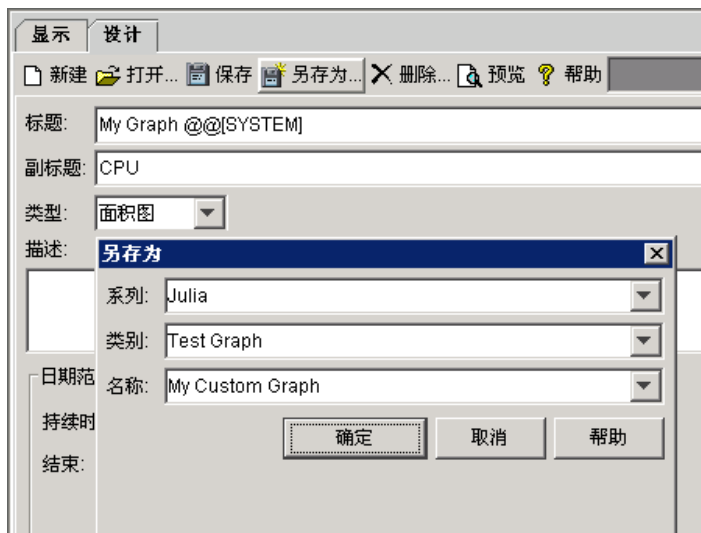 显示 设计
新建 打开... 保存 另存为... 删除... 预览 帮助
标题: My Graph @@[SYSTEM]
副标题: CPU
类型: 面积图
描述:
另存为
系列: Julia
类别: Test Graph
名称: My Custom Graph
日期范
持续时
结束:
确定 取消 帮助